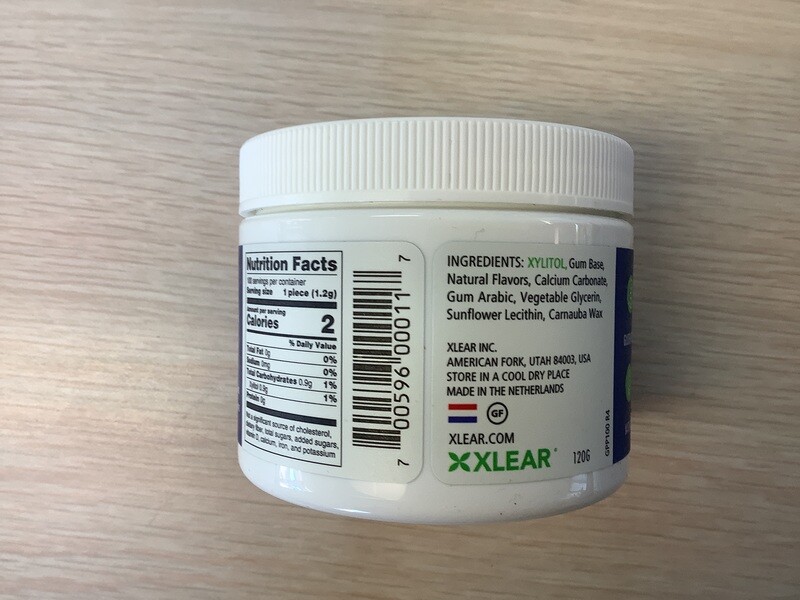 Nutrition Facts
100 servings per container
Serving size 1 piece (1.2g)
Amount per serving
Calories 2
% Daily Value
Total Fat 0g 0%
Sodium 0mg 0%
Total Carbohydrates 0.9g 1%
Xylitol 0.9g 1%
Protein 0g
Not a significant source of cholesterol,
dietary fiber, total sugars, added sugars,
vitamin D, calcium, iron, and potassium
7 00596 00011 7
INGREDIENTS: XYLITOL, Gum Base,
Natural Flavors, Calcium Carbonate,
Gum Arabic, Vegetable Glycerin,
Sunflower Lecithin, Carnauba Wax
XLEAR INC.
AMERICAN FORK, UTAH 84003, USA
STORE IN A COOL DRY PLACE
MADE IN THE NETHERLANDS
GF
XLEAR.COM
XLEAR
120G
GPP100 R4